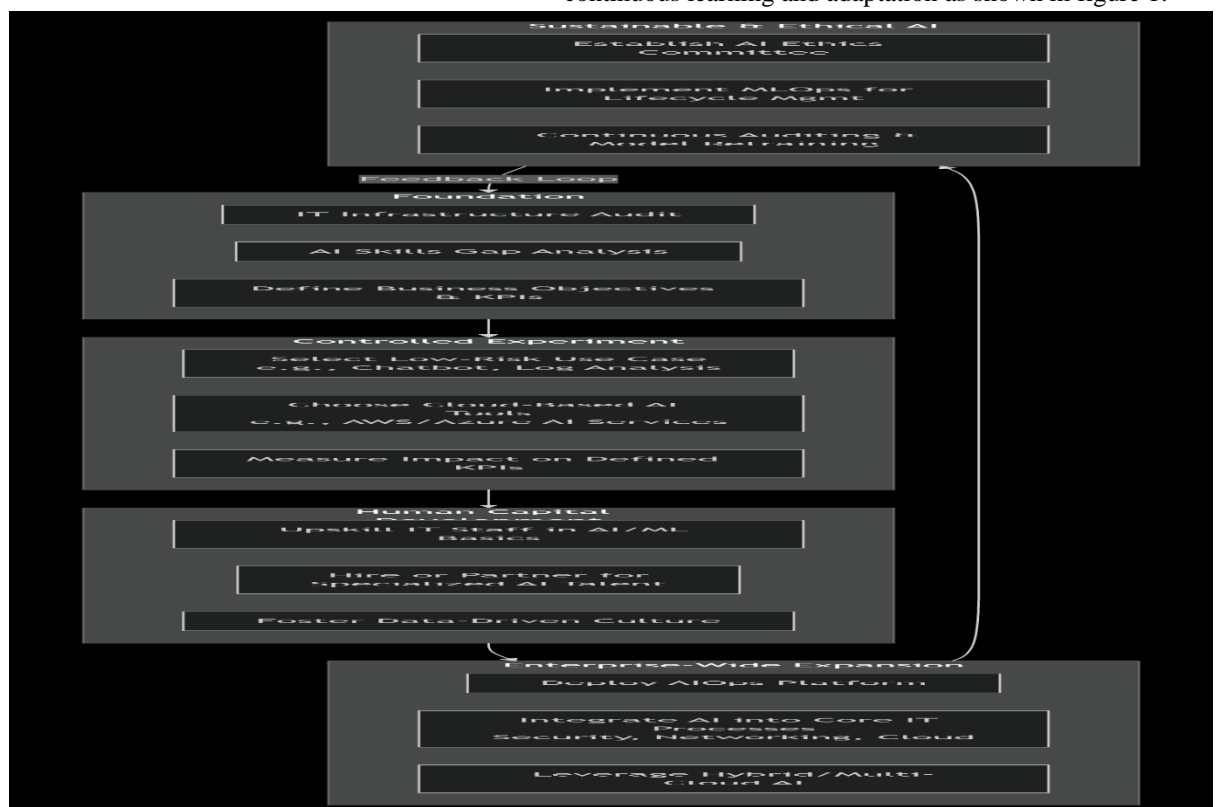 continuous learning and adaptation as shown in figure 1.
Sustainable & Ethical AI
Establish AI Ethics
Committee
Implement MLOps for
Lifecycle Mgmt
Continuous Auditing &
Model Retraining
Feedback Loop
Foundation
IT Infrastructure Audit
AI Skills Gap Analysis
Define Business Objectives
& KPIs
Controlled Experiment
Select Low-Risk Use Case
e.g., Chatbot, Log Analysis
Choose Cloud-Based AI
Tools
e.g., AWS/Azure AI Services
Measure Impact on Defined
KPIs
Human Capital
Development
Upskill IT Staff in AI/ML
Basics
Hire or Partner for
Specialized AI Talent
Foster Data-Driven Culture
Enterprise-Wide Expansion
Deploy AIOps Platform
Integrate AI into Core IT
Processes
Security, Networking, Cloud
Leverage Hybrid/Multi-
Cloud AI